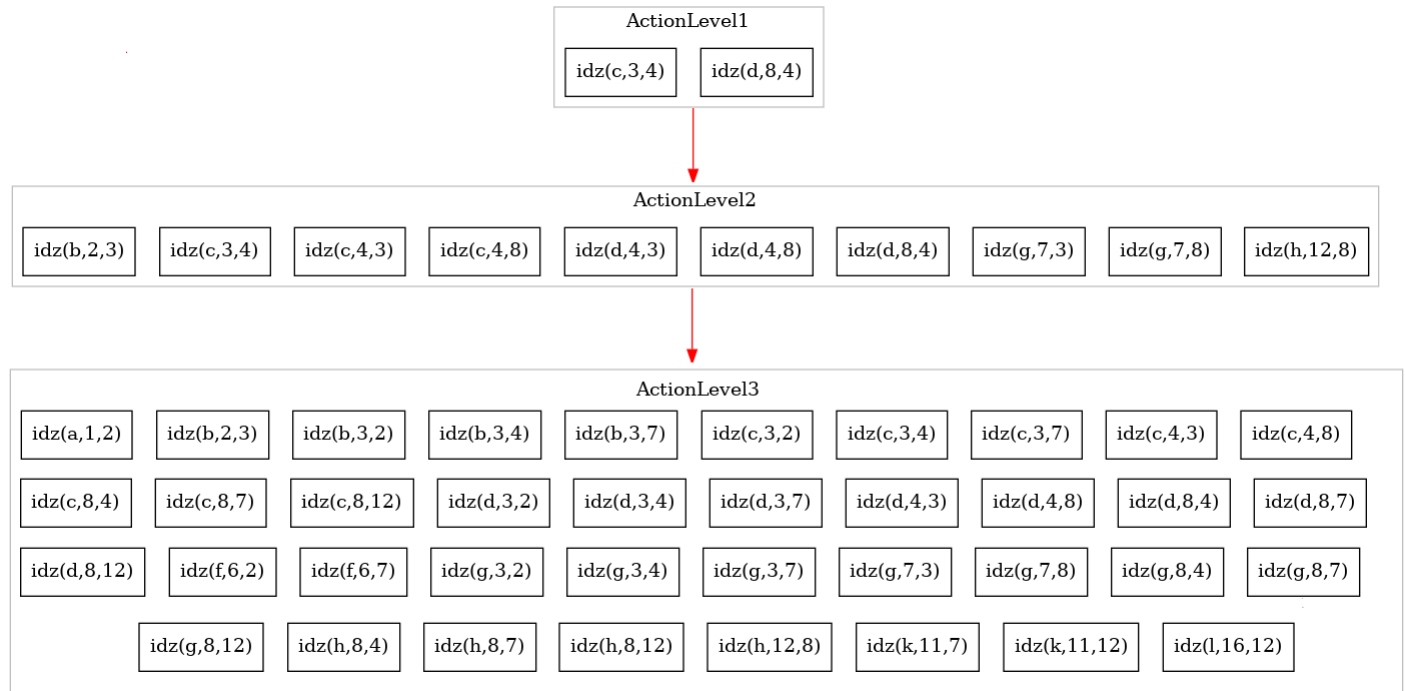 ActionLevel1
idz(c,3,4) idz(d,8,4)
ActionLevel2
idz(b,2,3) idz(c,3,4) idz(c,4,3) idz(c,4,8) idz(d,4,3) idz(d,4,8) idz(d,8,4) idz(g,7,3) idz(g,7,8) idz(h,12,8)
ActionLevel3
idz(a,1,2) idz(b,2,3) idz(b,3,2) idz(b,3,4) idz(b,3,7) idz(c,3,2) idz(c,3,4) idz(c,3,7) idz(c,4,3) idz(c,4,8)
idz(c,8,4) idz(c,8,7) idz(c,8,12) idz(d,3,2) idz(d,3,4) idz(d,3,7) idz(d,4,3) idz(d,4,8) idz(d,8,4) idz(d,8,7)
idz(d,8,12) idz(f,6,2) idz(f,6,7) idz(g,3,2) idz(g,3,4) idz(g,3,7) idz(g,7,3) idz(g,7,8) idz(g,8,4) idz(g,8,7)
idz(g,8,12) idz(h,8,4) idz(h,8,7) idz(h,8,12) idz(h,12,8) idz(k,11,7) idz(k,11,12) idz(l,16,12)